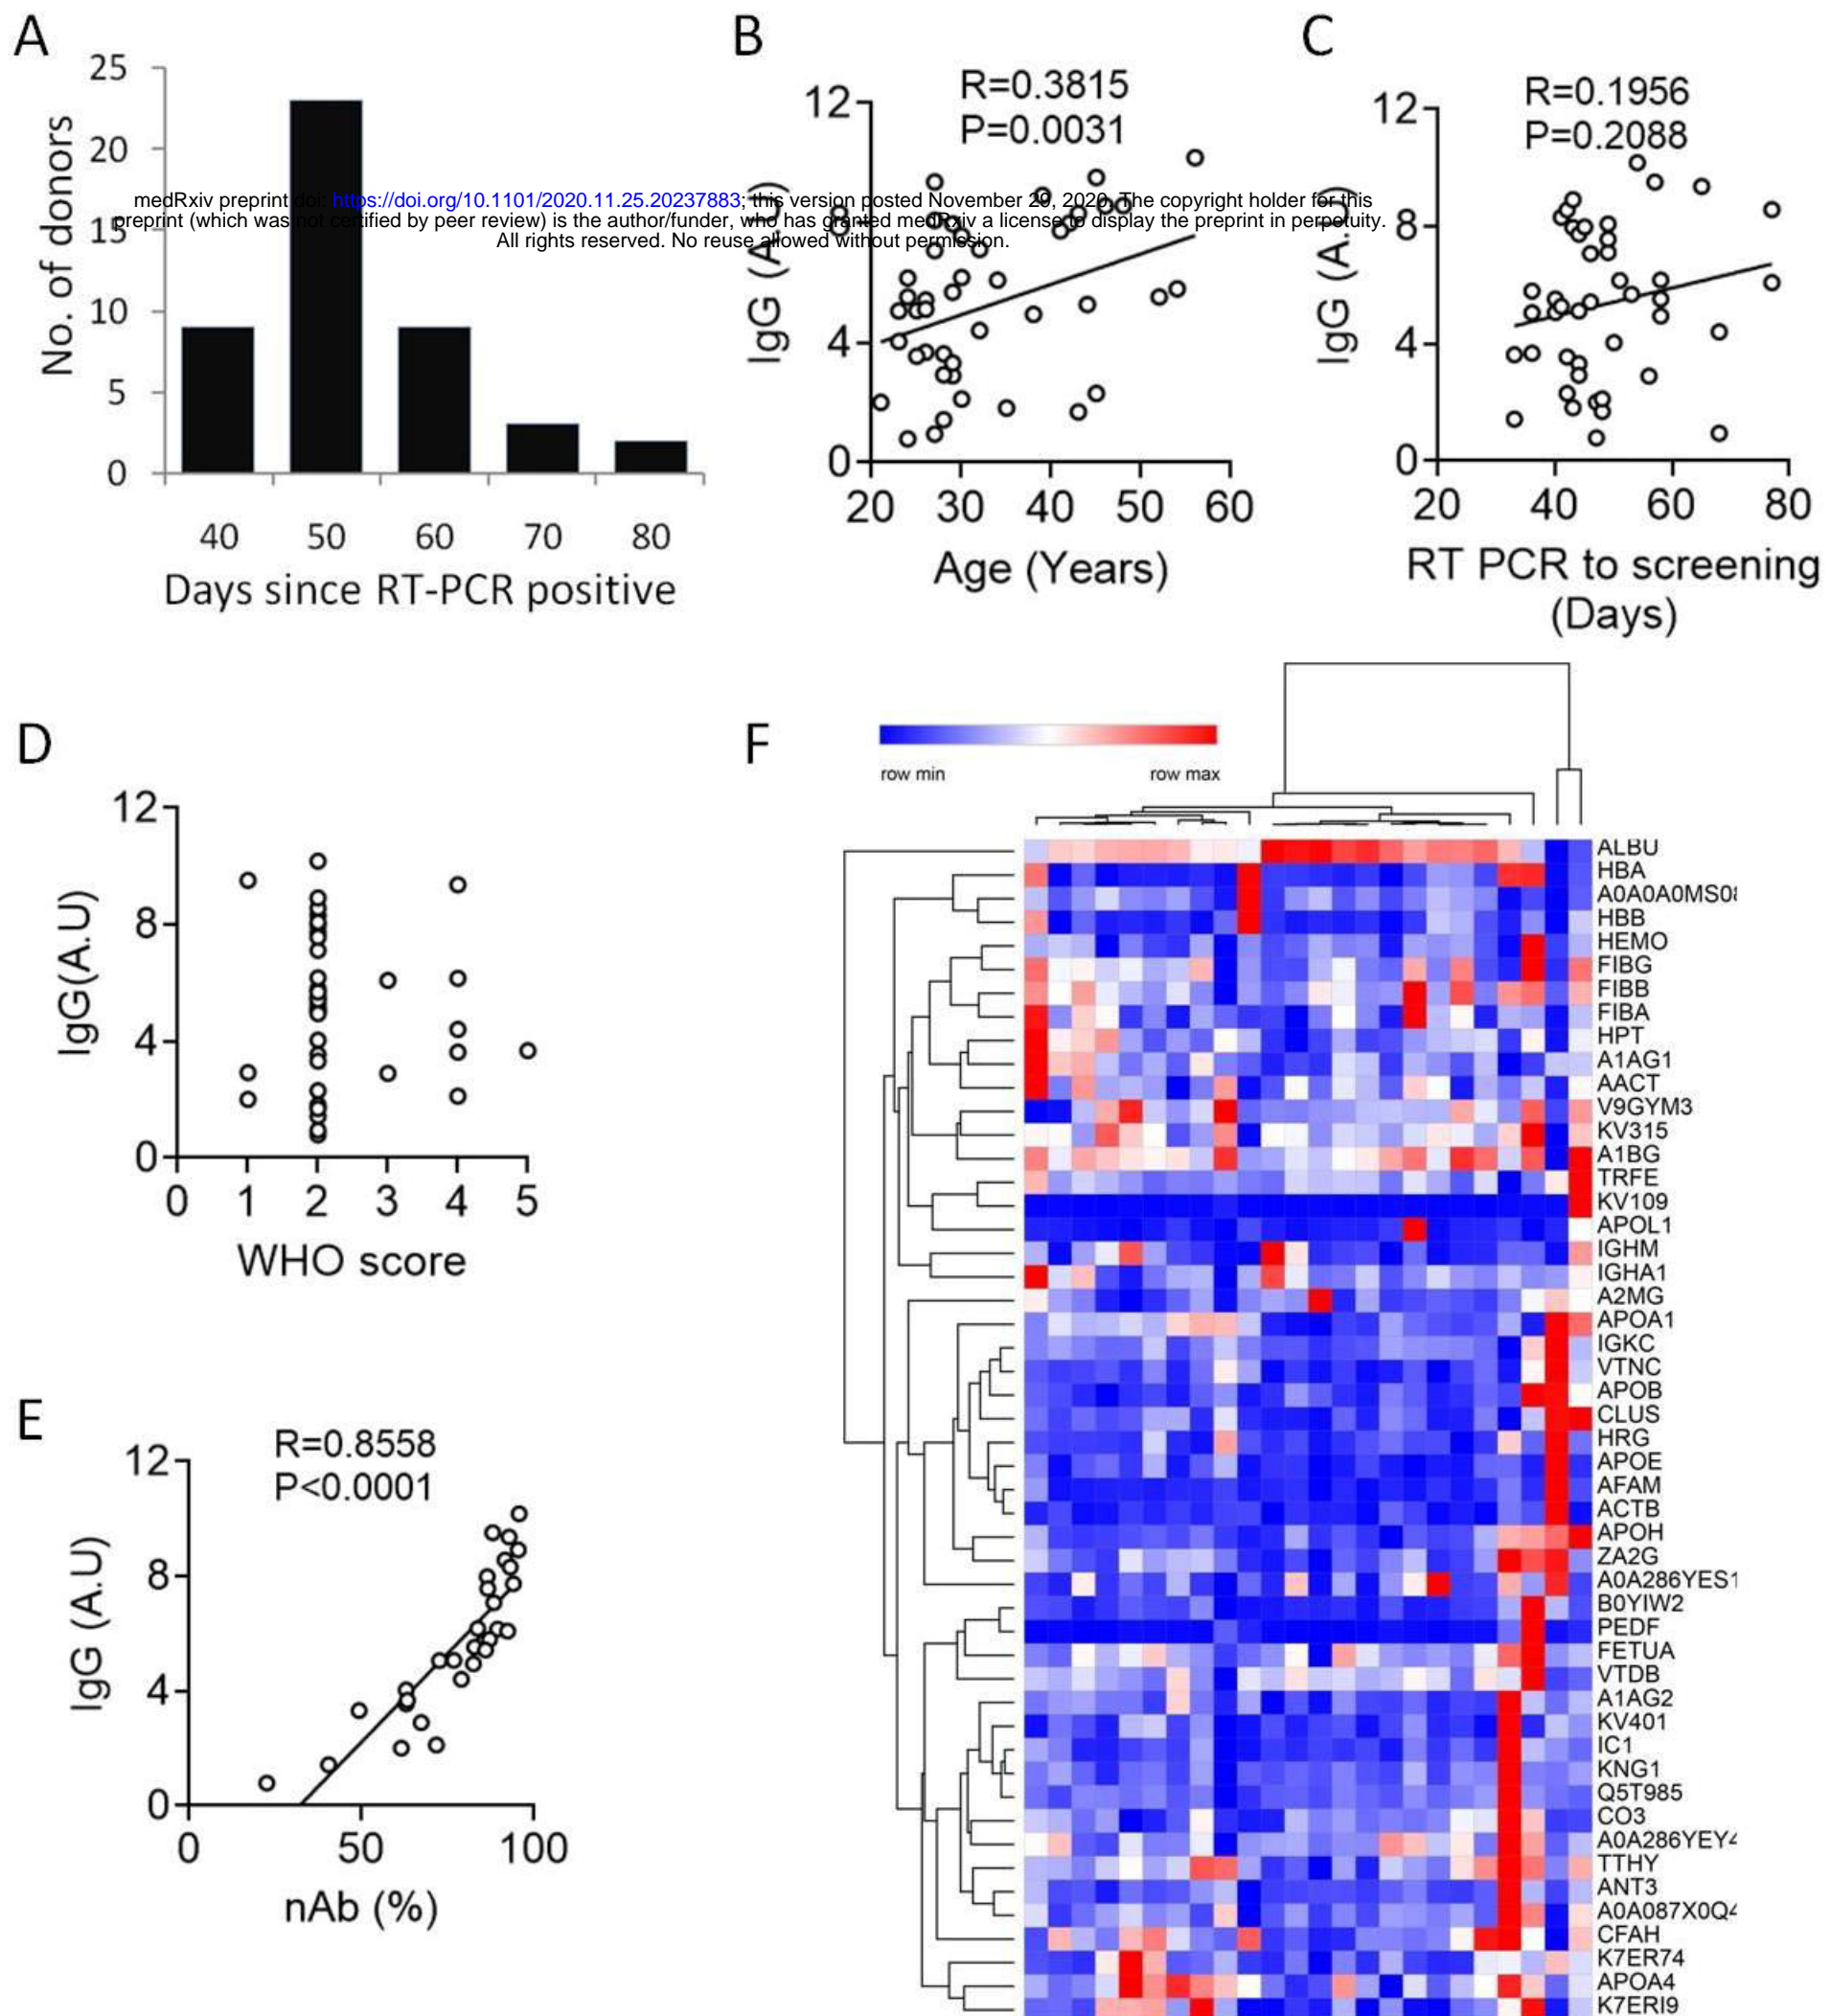 A
25
20
15
10
5
0
No. of donors
40 50 60 70 80
Days since RT-PCR positive
B
R=0.3815
P=0.0031
12
4
0
IgG (A.U)
20 30 40 50 60
Age (Years)
C
R=0.1956
P=0.2088
12
8
4
0
IgG (A.U)
20 40 60 80
RT PCR to screening
(Days)
medRxiv preprint doi: https://doi.org/10.1101/2020.11.25.20237883; this version posted November 29, 2020. The copyright holder for this
preprint (which was not certified by peer review) is the author/funder, who has granted medRxiv a license to display the preprint in perpetuity.
All rights reserved. No reuse allowed without permission.
D
12
8
4
0
IgG(A.U)
0 1 2 3 4 5
WHO score
E
R=0.8558
P<0.0001
12
8
4
0
IgG (A.U)
0 50 100
nAb (%)
F
row min row max
ALBU
HBA
A0A0A0MS0
HBB
HEMO
FIBG
FIBB
FIBA
HPT
A1AG1
AACT
V9GYM3
KV315
A1BG
TRFE
KV109
APOL1
IGHM
IGHA1
A2MG
APOA1
IGKC
VTNC
APOB
CLUS
HRG
APOE
AFAM
ACTB
APOH
ZA2G
A0A286YES1
B0YIW2
PEDF
FETUA
VTDB
A1AG2
KV401
IC1
KNG1
Q5T985
CO3
A0A286YEY4
TTHY
ANT3
A0A087X0Q4
CFAH
K7ER74
APOA4
K7ERI9